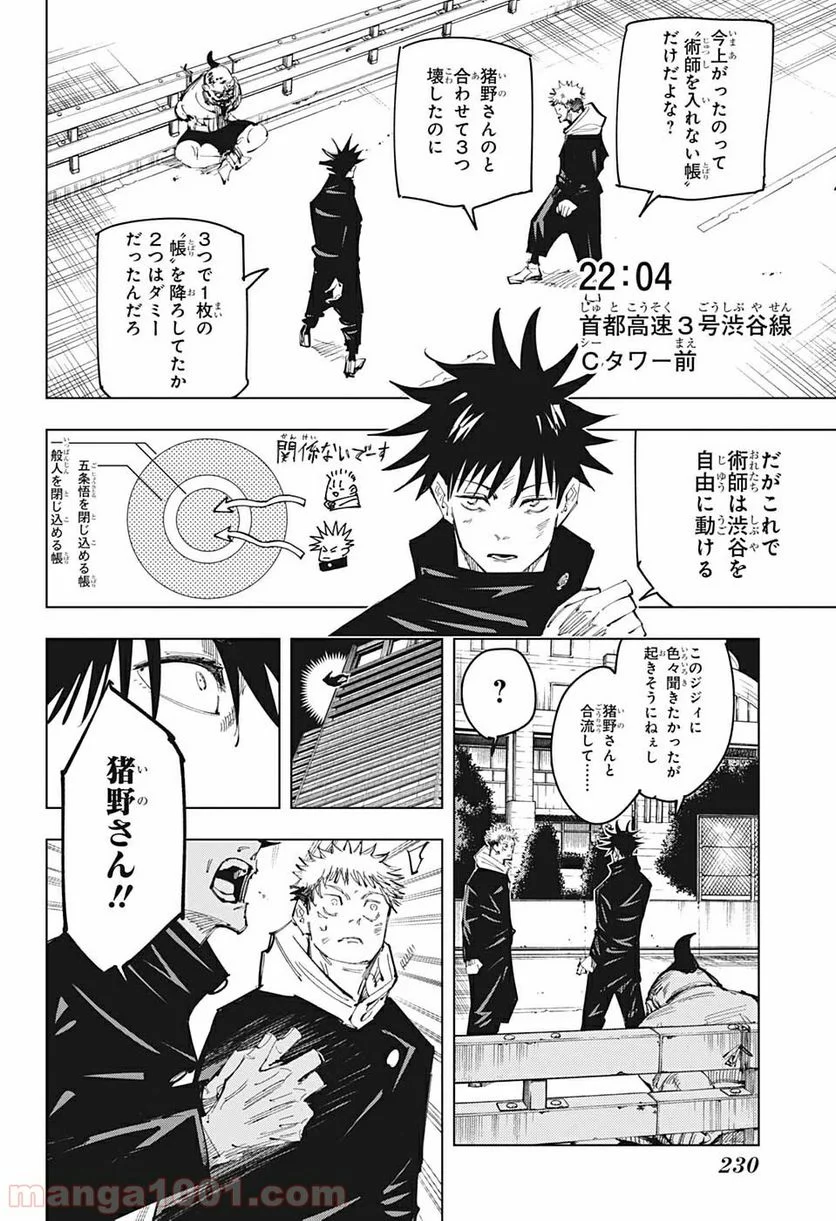 今上がったのって
"術師を入れない帳"
だけだよな?
猪野さんのと
合わせて3つ
壊したのに
22:04
首都高速3号渋谷線
Cタワー前
3つで1枚の
"帳"を降ろしてたか
2つはダミー
だったんだろ
だがこれで
術師は渋谷を
自由に動ける
関係ないでーす
五条悟を閉じ込める帳
一般人を閉じ込める帳
このジジィに
色々聞きたかったが
起きそうにねぇし
猪野さんと
合流して……
?
猪野さん!!
230
manga1001.com